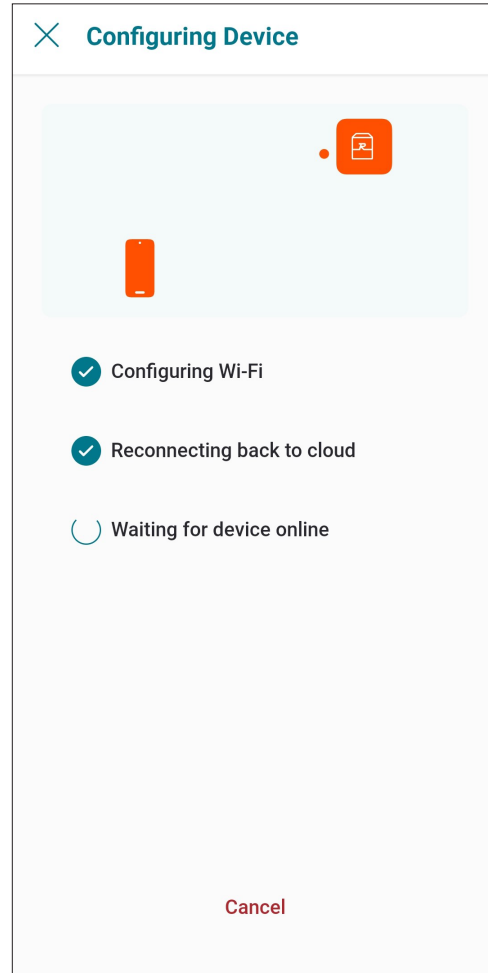 Configuring Device
Configuring Wi-Fi
Reconnecting back to cloud
Waiting for device online
Cancel